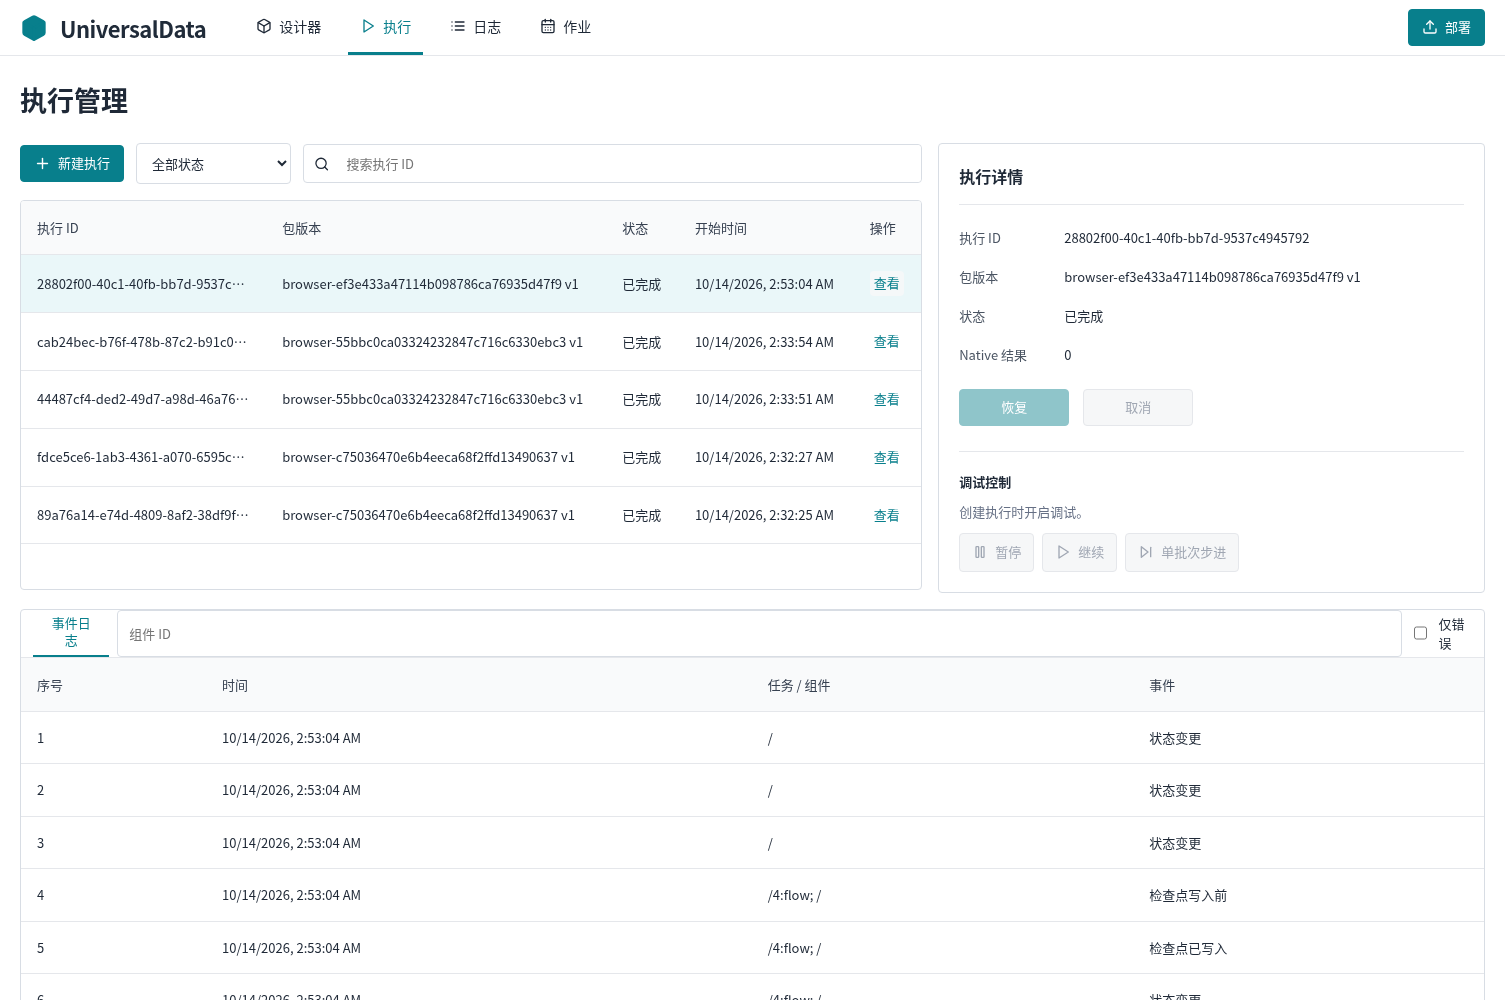 UniversalData
设计器
执行
日志
作业
部署
执行管理
新建执行
全部状态
搜索执行 ID
执行 ID 包版本 状态 开始时间 操作
28802f00-40c1-40fb-bb7d-9537c··· browser-ef3e433a47114b098786ca76935d47f9 v1 已完成 10/14/2026, 2:53:04 AM 查看
cab24bec-b76f-478b-87c2-b91c0··· browser-55bbc0ca03324232847c716c6330ebc3 v1 已完成 10/14/2026, 2:33:54 AM 查看
44487cf4-ded2-49d7-a98d-46a76··· browser-55bbc0ca03324232847c716c6330ebc3 v1 已完成 10/14/2026, 2:33:51 AM 查看
fdce5ce6-1ab3-4361-a070-6595c··· browser-c75036470e6b4eeca68f2ffd13490637 v1 已完成 10/14/2026, 2:32:27 AM 查看
89a76a14-e74d-4809-8af2-38df9f··· browser-c75036470e6b4eeca68f2ffd13490637 v1 已完成 10/14/2026, 2:32:25 AM 查看
执行详情
执行 ID 28802f00-40c1-40fb-bb7d-9537c4945792
包版本 browser-ef3e433a47114b098786ca76935d47f9 v1
状态 已完成
Native 结果 0
恢复
取消
调试控制
创建执行时开启调试。
暂停
继续
单批次步进
事件日
志
组件 ID
仅错
误
序号 时间 任务 / 组件 事件
1 10/14/2026, 2:53:04 AM / 状态变更
2 10/14/2026, 2:53:04 AM / 状态变更
3 10/14/2026, 2:53:04 AM / 状态变更
4 10/14/2026, 2:53:04 AM /4:flow; / 检查点写入前
5 10/14/2026, 2:53:04 AM /4:flow; / 检查点已写入
6 10/14/2026, 2:53:04 AM /4:flow; / 状态变更